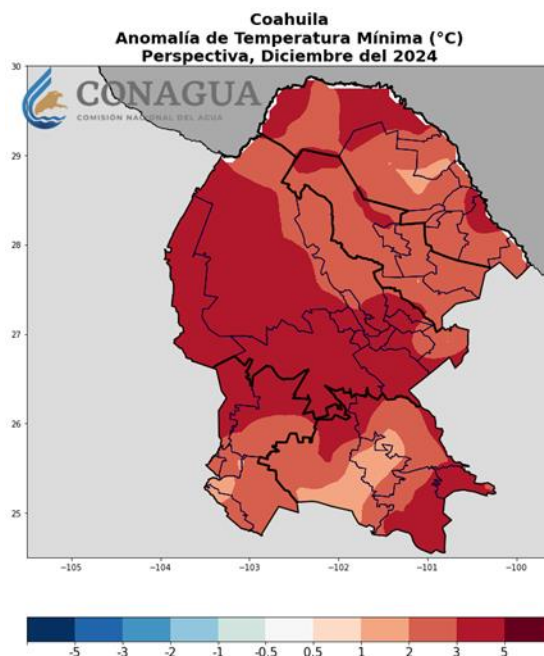 Coahuila
Anomalía de Temperatura Mínima (°C)
Perspectiva, Diciembre del 2024
CONAGUA
COMISIÓN NACIONAL DEL AGUA
30
29
28
27
26
25
−105 −104 −103 −102 −101 −100
-5 -3 -2 -1 -0.5 0.5 1 2 3 5